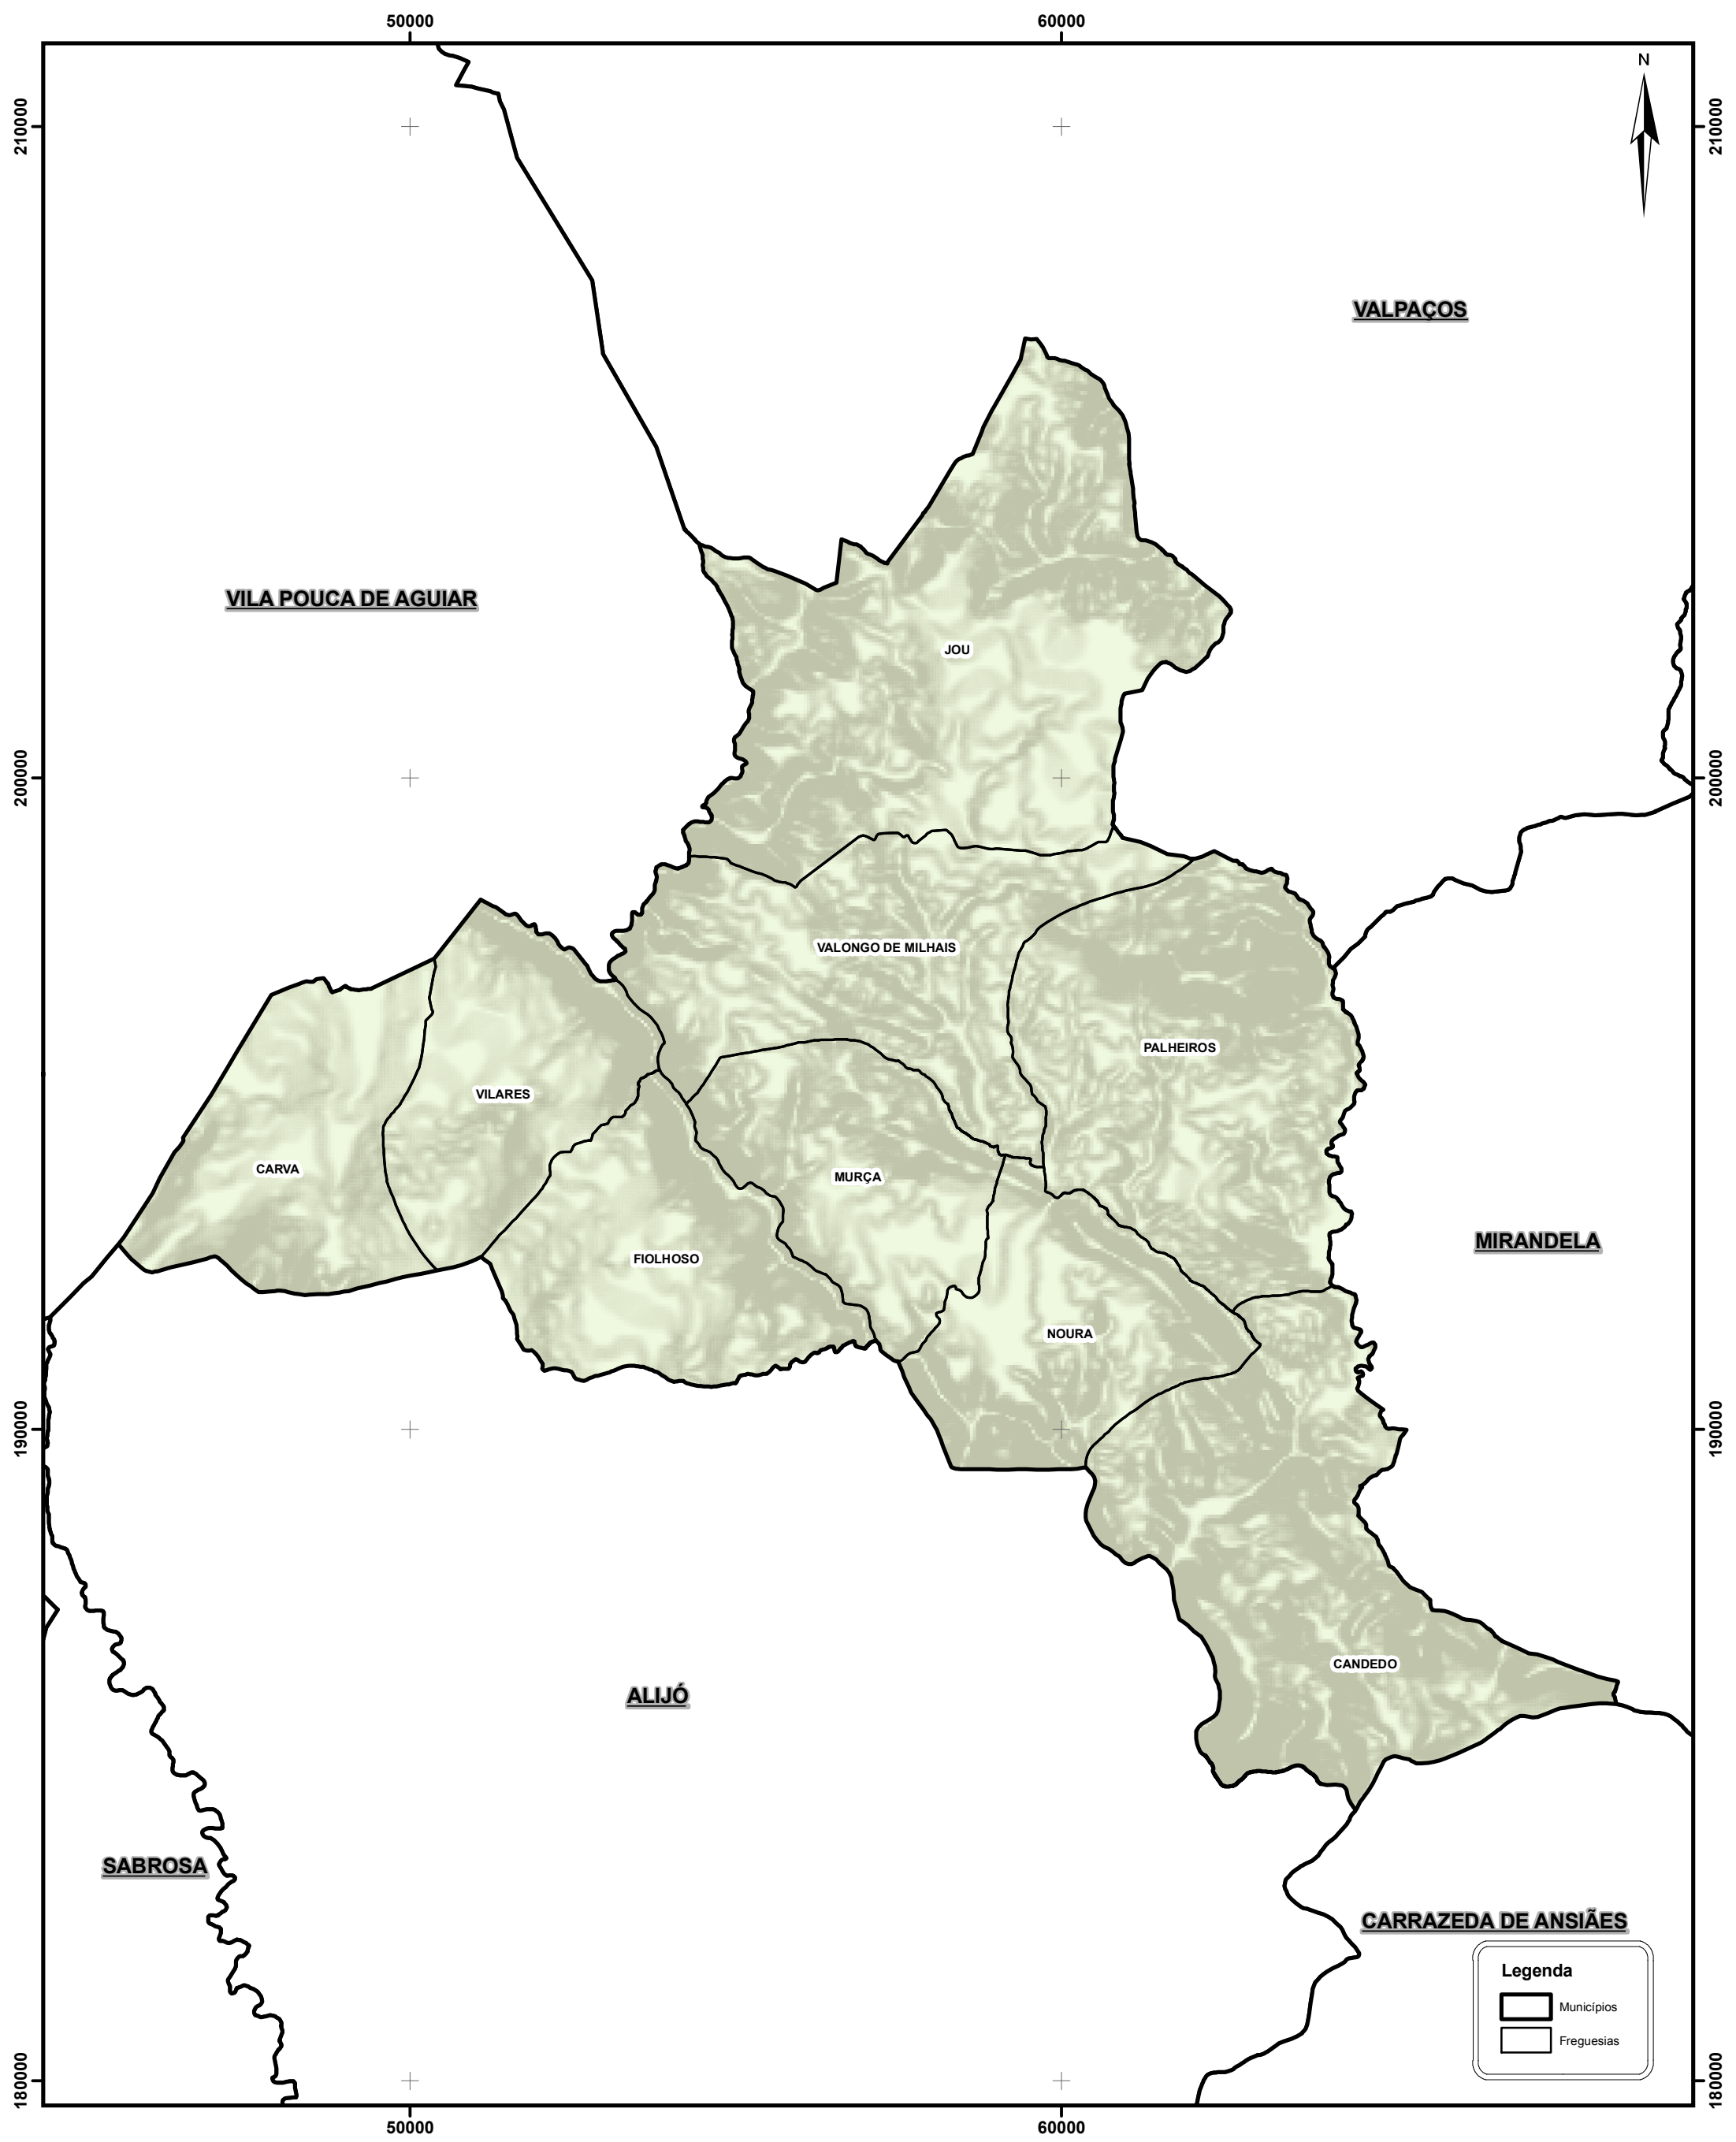 50000
60000
N
210000
210000
VALPAÇOS
VILA POUCA DE AGUIAR
JOU
200000
200000
VALONGO DE MILHAIS
PALHEIROS
VILARES
CARVA
MURÇA
FIOLHOSO
MIRANDELA
NOURA
190000
190000
CANDEDO
ALIJÓ
SABROSA
CARRAZEDA DE ANSIÃES
Legenda
Municípios
Freguesias
180000
180000
50000
60000